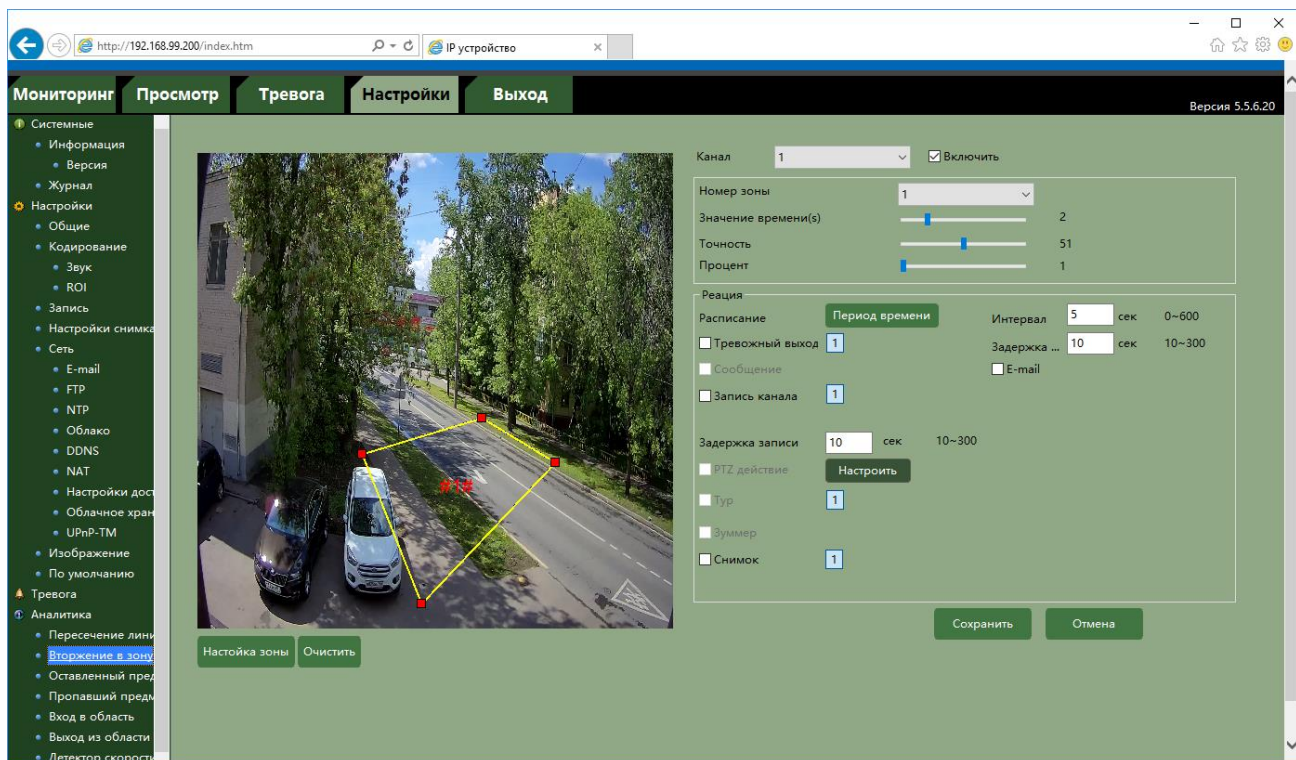 http://192.168.99.200/index.htm
IP устройство
Мониторинг Просмотр Тревога Настройки Выход
Версия 5.5.6.20
Системные
Информация
Версия
Журнал
Настройки
Общие
Кодирование
Звук
ROI
Запись
Настройки снимка
Сеть
E-mail
FTP
NTP
Облако
DDNS
NAT
Настройки дост
Облачное хран
UPnP-TM
Изображение
По умолчанию
Тревога
Аналитика
Пересечение лини
Вторжение в зону
Оставленный пред
Пропавший предм
Вход в область
Выход из области
Детектор скорости
#1#
Настойка зоны Очистить
Канал 1 Включить
Номер зоны 1
Значение времени(s) 2
Точность 51
Процент 1
Реация
Расписание Период времени Интервал 5 сек 0~600
Тревожный выход 1 Задержка ... 10 сек 10~300
Сообщение E-mail
Запись канала 1
Задержка записи 10 сек 10~300
PTZ действие Настроить
Тур 1
Зуммер
Снимок 1
Сохранить Отмена